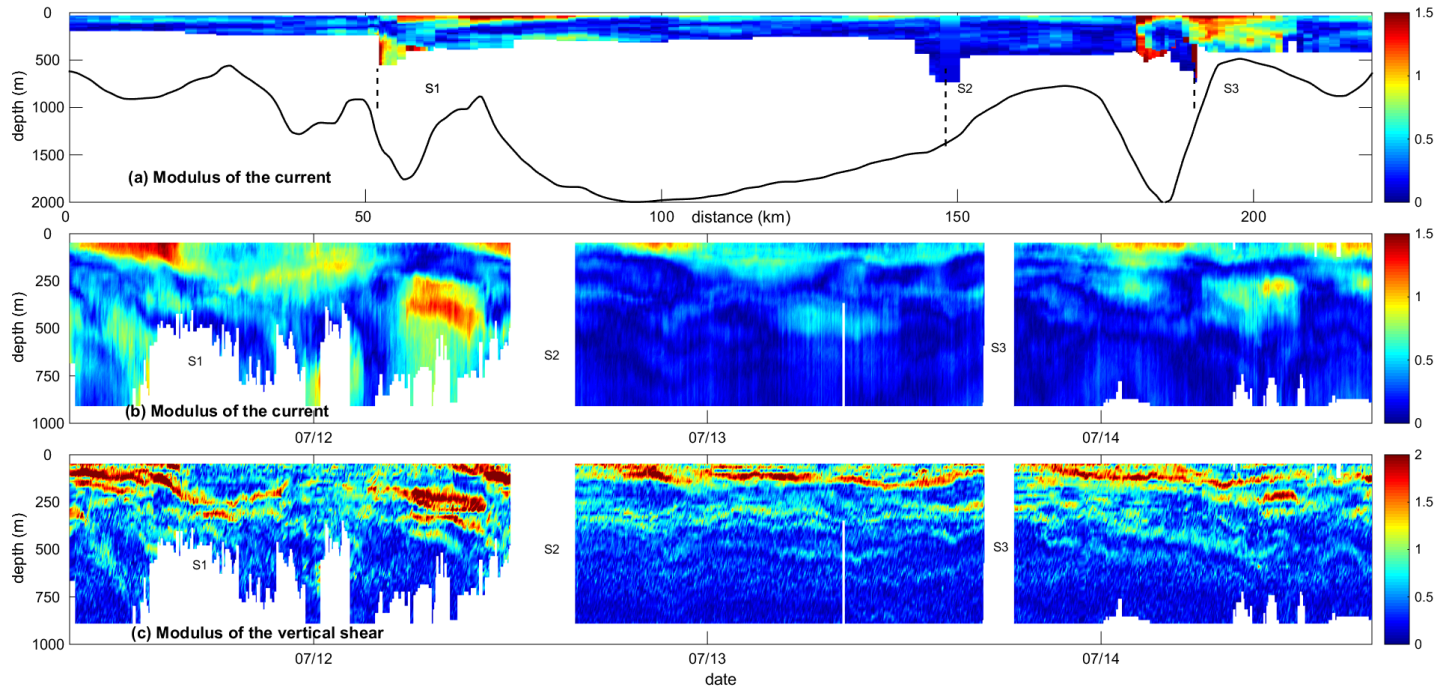 0
500
1000
1500
2000
depth (m)
S1
S2
S3
(a) Modulus of the current
0
50
100
150
200
distance (km)
1.5
1
0.5
0
0
250
500
750
1000
depth (m)
S1
S2
S3
(b) Modulus of the current
07/12
07/13
07/14
1.5
1
0.5
0
0
250
500
750
1000
depth (m)
S1
S2
S3
(c) Modulus of the vertical shear
07/12
07/13
07/14
date
2
1.5
1
0.5
0